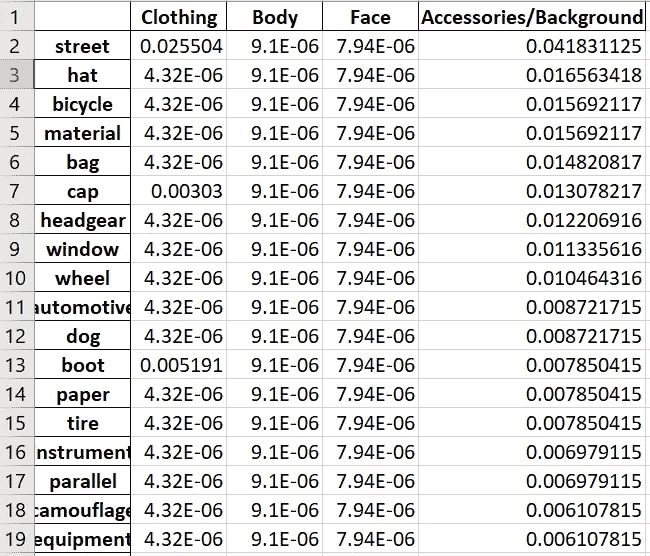 1 Clothing Body Face Accessories/Background
2 street 0.025504 9.1E-06 7.94E-06 0.041831125
3 hat 4.32E-06 9.1E-06 7.94E-06 0.016563418
4 bicycle 4.32E-06 9.1E-06 7.94E-06 0.015692117
5 material 4.32E-06 9.1E-06 7.94E-06 0.015692117
6 bag 4.32E-06 9.1E-06 7.94E-06 0.014820817
7 cap 0.00303 9.1E-06 7.94E-06 0.013078217
8 headgear 4.32E-06 9.1E-06 7.94E-06 0.012206916
9 window 4.32E-06 9.1E-06 7.94E-06 0.011335616
10 wheel 4.32E-06 9.1E-06 7.94E-06 0.010464316
11 automotive 4.32E-06 9.1E-06 7.94E-06 0.008721715
12 dog 4.32E-06 9.1E-06 7.94E-06 0.008721715
13 boot 0.005191 9.1E-06 7.94E-06 0.007850415
14 paper 4.32E-06 9.1E-06 7.94E-06 0.007850415
15 tire 4.32E-06 9.1E-06 7.94E-06 0.007850415
16 nstrument 4.32E-06 9.1E-06 7.94E-06 0.006979115
17 parallel 4.32E-06 9.1E-06 7.94E-06 0.006979115
18 camouflage 4.32E-06 9.1E-06 7.94E-06 0.006107815
19 equipment 4.32E-06 9.1E-06 7.94E-06 0.006107815